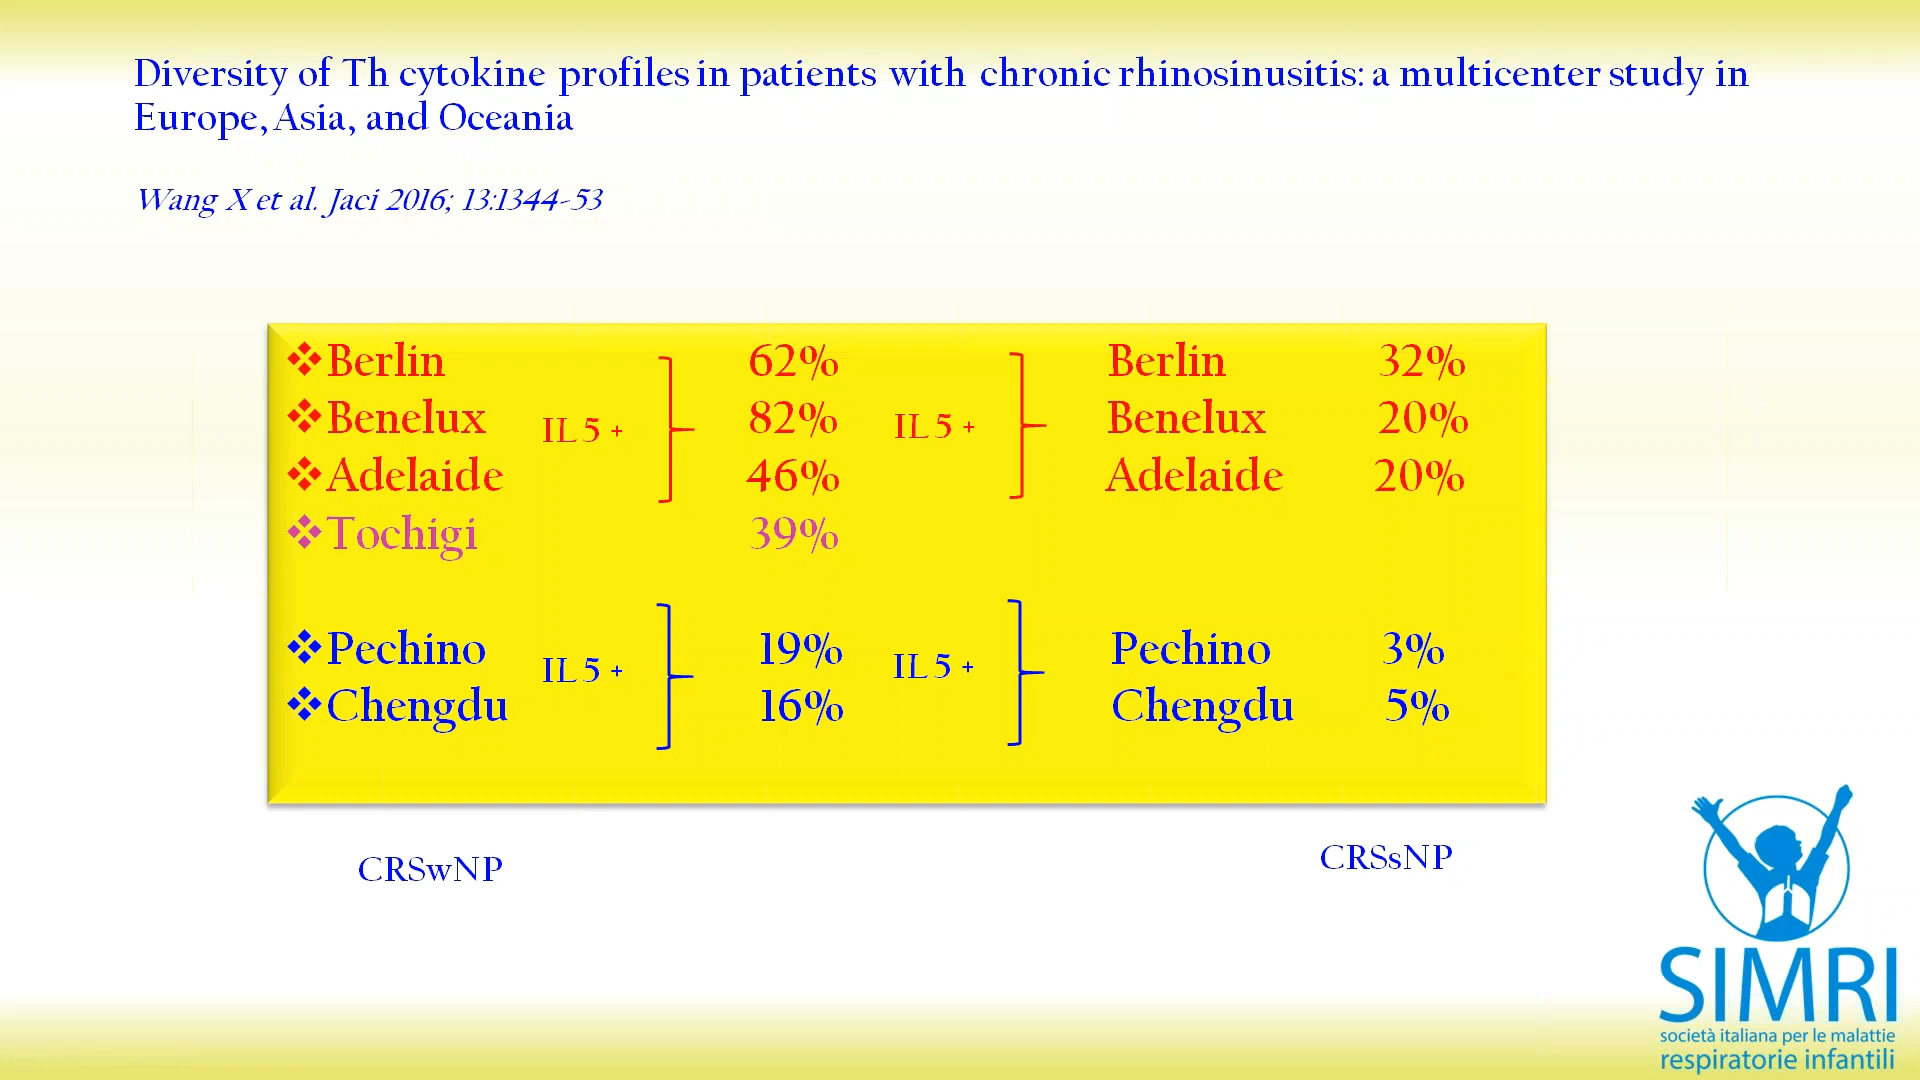 Diversity of Th cytokine profiles in patients with chronic rhinosinusitis: a multicenter study in
Europe, Asia, and Oceania
Wang X et al. Jaci 2016; 13:1344-53
Berlin 62% Berlin 32%
Benelux IL 5 + 82% IL 5 + Benelux 20%
Adelaide 46% Adelaide 20%
Tochigi 39%
Pechino IL 5 + 19% IL 5 + Pechino 3%
Chengdu 16% Chengdu 5%
CRSwNP CRSsNP
SIMRI
società italiana per le malattie
respiratorie infantili